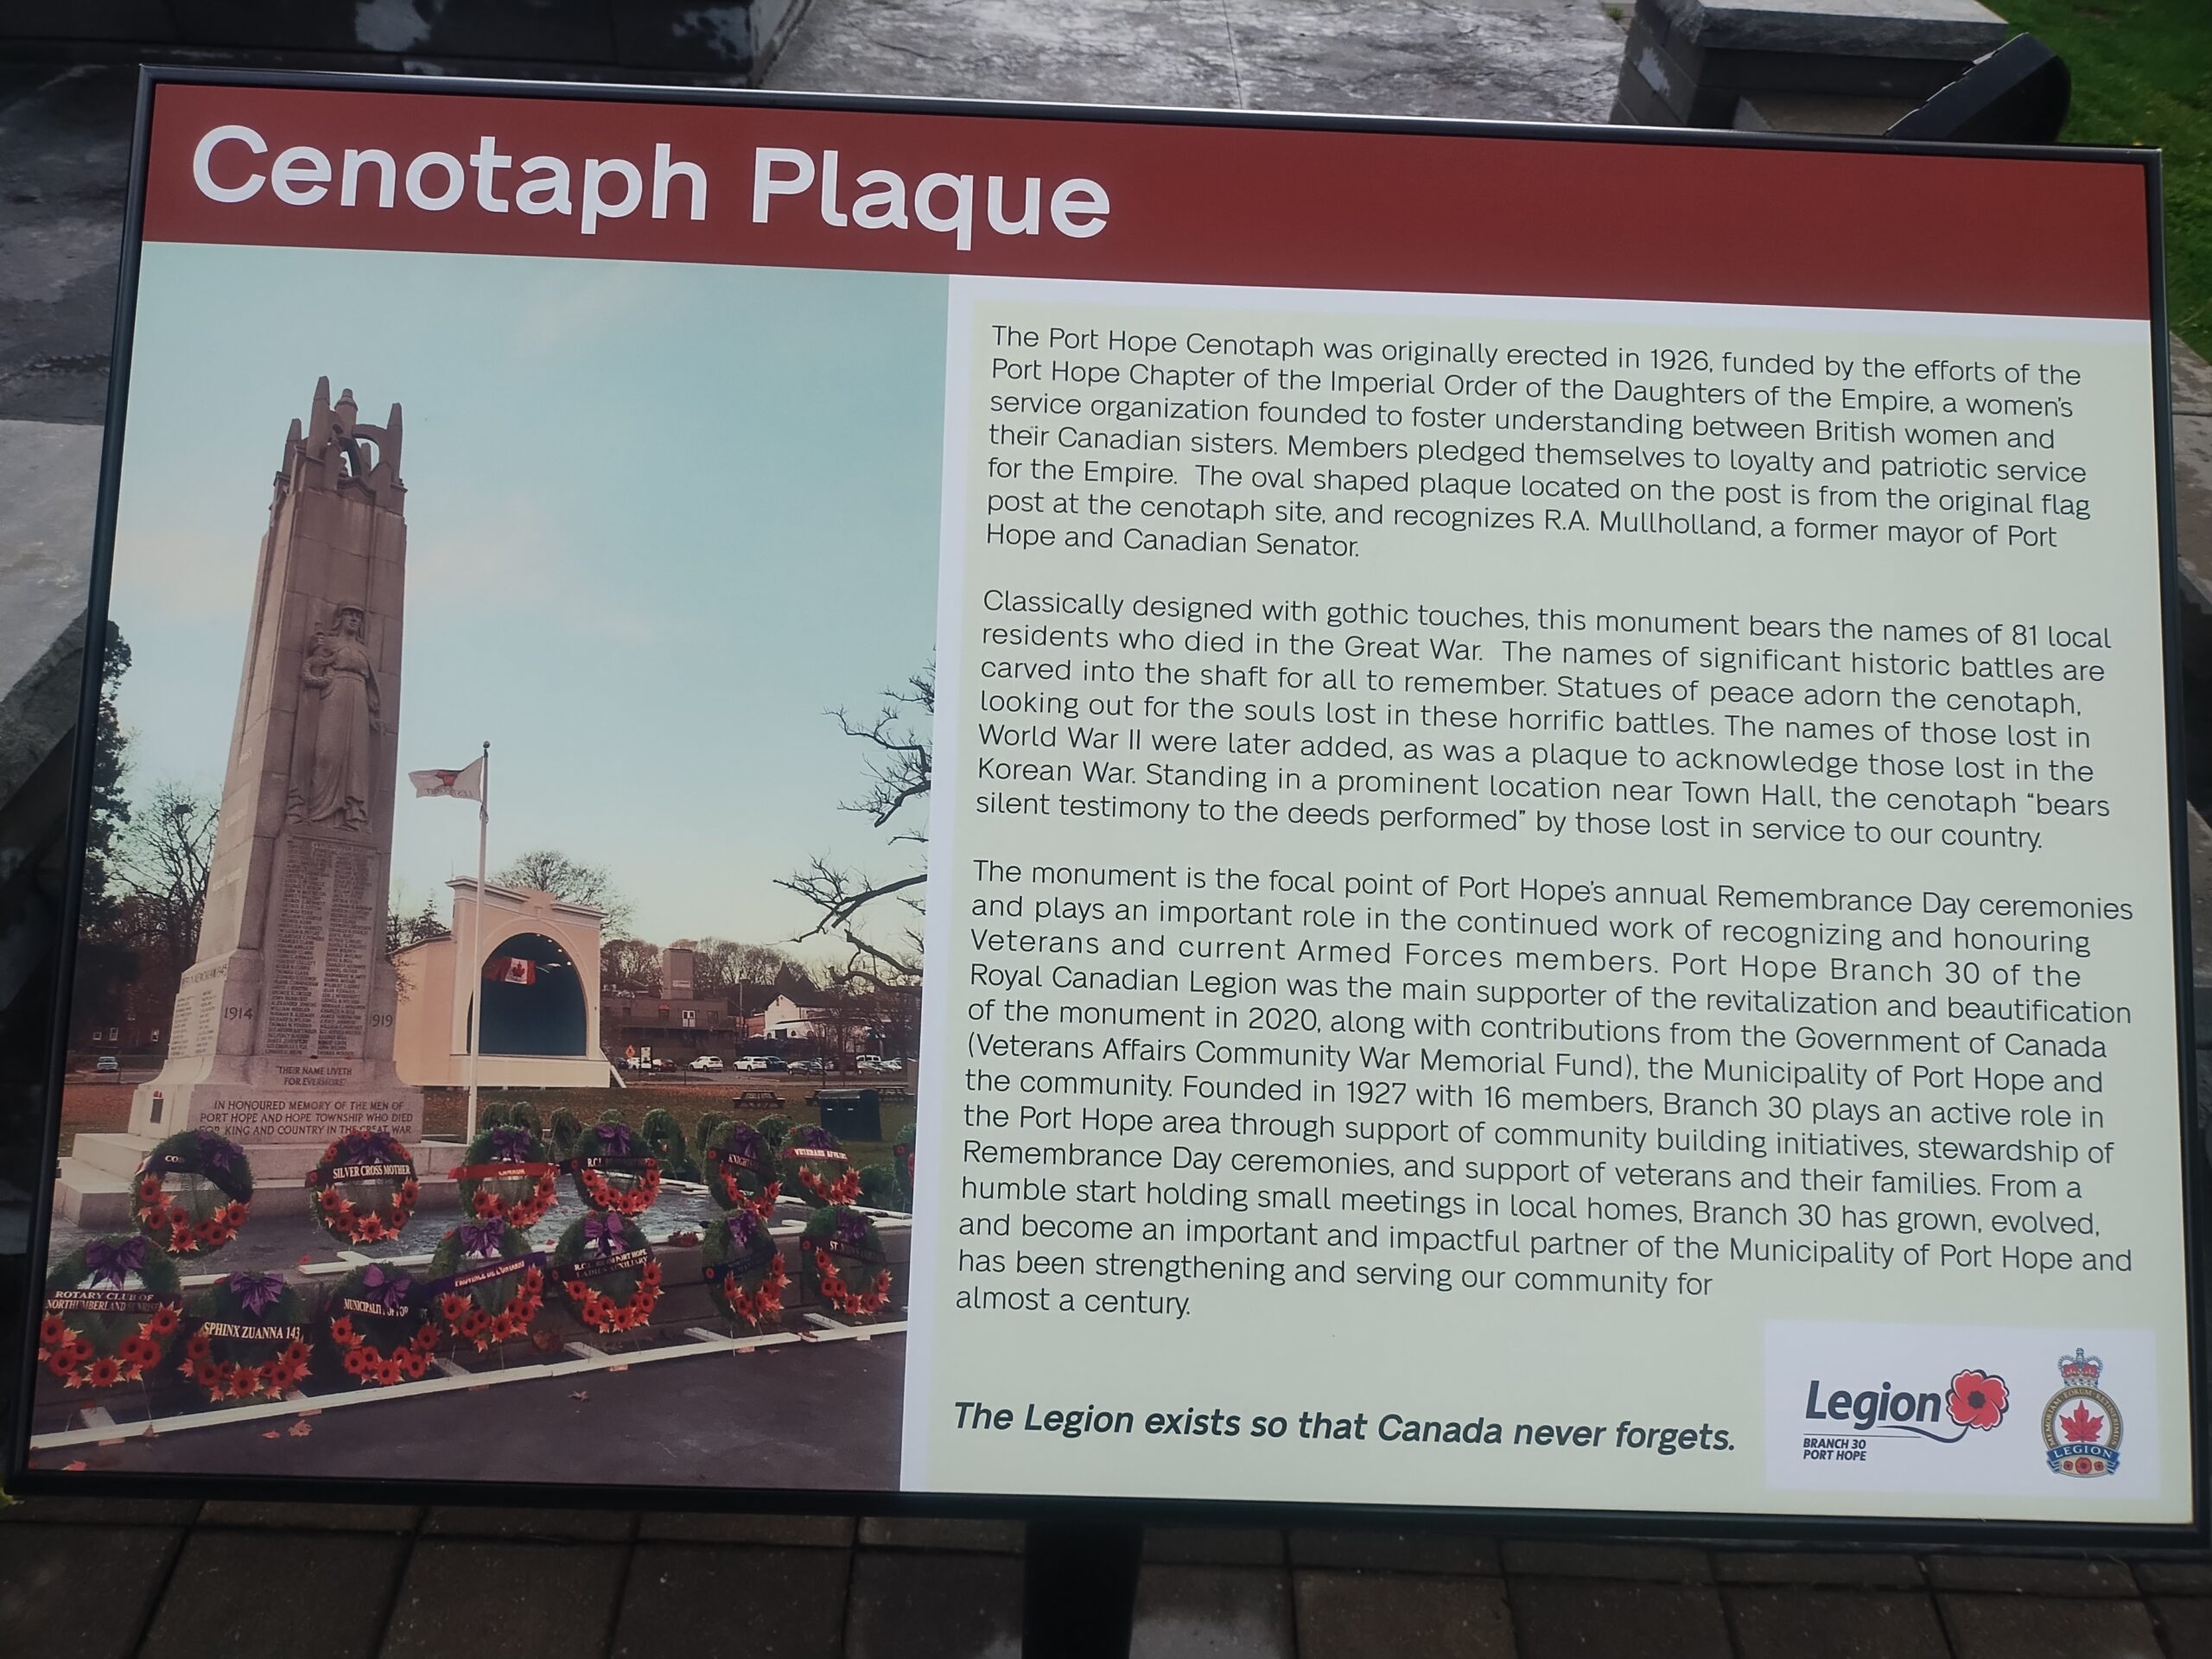 Cenotaph Plaque
The Port Hope Cenotaph was originally erected in 1926, funded by the efforts of the
Port Hope Chapter of the Imperial Order of the Daughters of the Empire, a women's
service organization founded to foster understanding between British women and
their Canadian sisters. Members pledged themselves to loyalty and patriotic service
for the Empire. The oval shaped plaque located on the post is from the original flag
post at the cenotaph site, and recognizes R.A. Mullholland, a former mayor of Port
Hope and Canadian Senator.
Classically designed with gothic touches, this monument bears the names of 81 local
residents who died in the Great War. The names of significant historic battles are
carved into the shaft for all to remember. Statues of peace adorn the cenotaph,
looking out for the souls lost in these horrific battles. The names of those lost in
World War II were later added, as was a plaque to acknowledge those lost in the
Korean War. Standing in a prominent location near Town Hall, the cenotaph "bears
silent testimony to the deeds performed" by those lost in service to our country.
The monument is the focal point of Port Hope's annual Remembrance Day ceremonies
and plays an important role in the continued work of recognizing and honouring
Veterans and current Armed Forces members. Port Hope Branch 30 of the
Royal Canadian Legion was the main supporter of the revitalization and beautification
of the monument in 2020, along with contributions from the Government of Canada
(Veterans Affairs Community War Memorial Fund), the Municipality of Port Hope and
the community. Founded in 1927 with 16 members, Branch 30 plays an active role in
the Port Hope area through support of community building initiatives, stewardship of
Remembrance Day ceremonies, and support of veterans and their families. From a
humble start holding small meetings in local homes, Branch 30 has grown, evolved,
and become an important and impactful partner of the Municipality of Port Hope and
has been strengthening and serving our community for
almost a century.
The Legion exists so that Canada never forgets.
Legion
BRANCH 30
PORT HOPE
LEGION
1914
1919
"THEIR NAME LIVETH
FOR EVERMORE"
IN HONOURED MEMORY OF THE MEN OF
PORT HOPE AND HOPE TOWNSHIP WHO DIED
FOR KING AND COUNTRY IN THE GREAT WAR
SILVER CROSS MOTHER
VETERANS AFFAIRS
ROTARY CLUB OF
NORTHUMBERLAND SUNRISE
SPHINX ZUANNA 143
PROVINCE DE L'ONTARIO
LADIES AUXILIARY